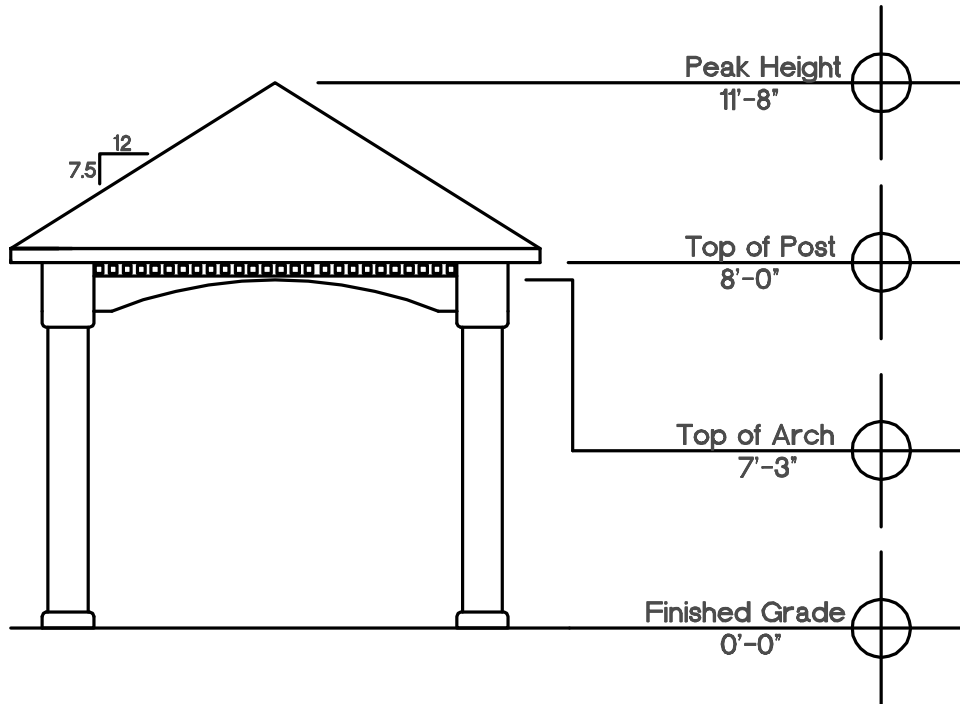 Peak Height
11'-8"
12
7.5
Top of Post
8'-0"
Top of Arch
7'-3"
Finished Grade
0'-0"